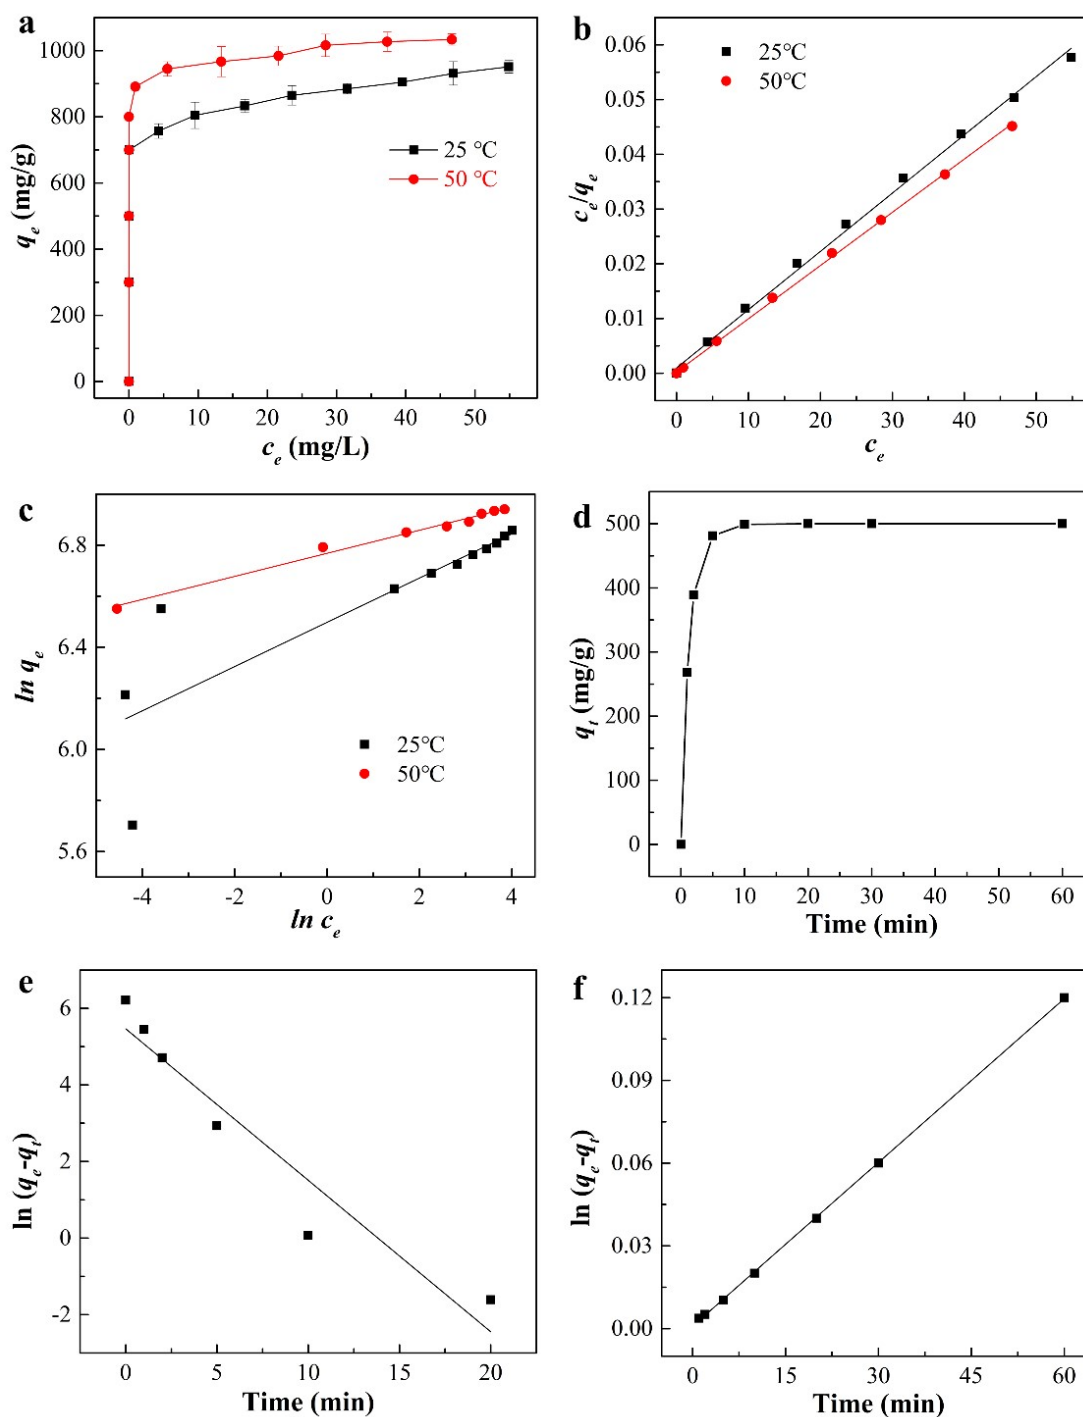 a
1000
800
600
400
200
0
q_e (mg/g)
25 °C
50 °C
0 10 20 30 40 50
c_e (mg/L)
b
0.06
0.05
0.04
0.03
0.02
0.01
0.00
c_e/q_e
25°C
50°C
0 10 20 30 40 50
c_e
c
6.8
6.4
6.0
5.6
ln q_e
25°C
50°C
-4 -2 0 2 4
ln c_e
d
500
400
300
200
100
0
q_t (mg/g)
0 10 20 30 40 50 60
Time (min)
e
6
4
2
0
-2
ln (q_e-q_t)
0 5 10 15 20
Time (min)
f
0.12
0.09
0.06
0.03
0.00
ln (q_e-q_t)
0 15 30 45 60
Time (min)